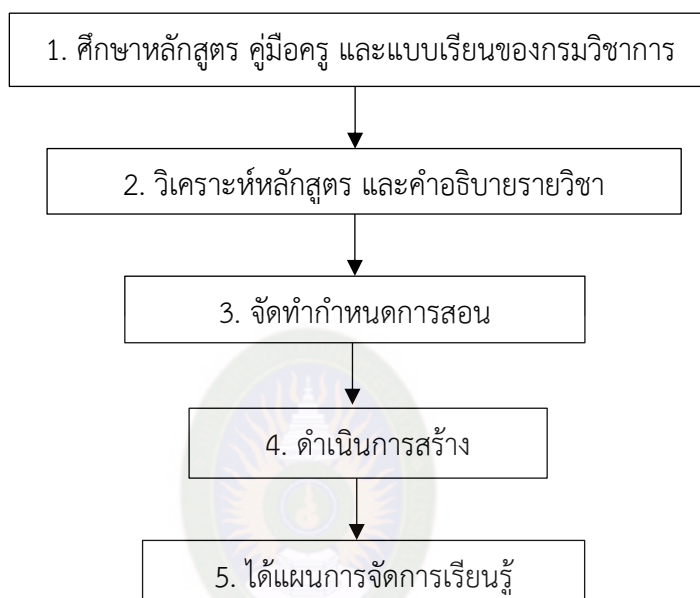 1. ศึกษาหลักสูตร คู่มือครู และแบบเรียนของกรมวิชาการ
2. วิเคราะห์หลักสูตร และคำอธิบายรายวิชา
3. จัดทำกำหนดการสอน
4. ดำเนินการสร้าง
5. ได้แผนการจัดการเรียนรู้